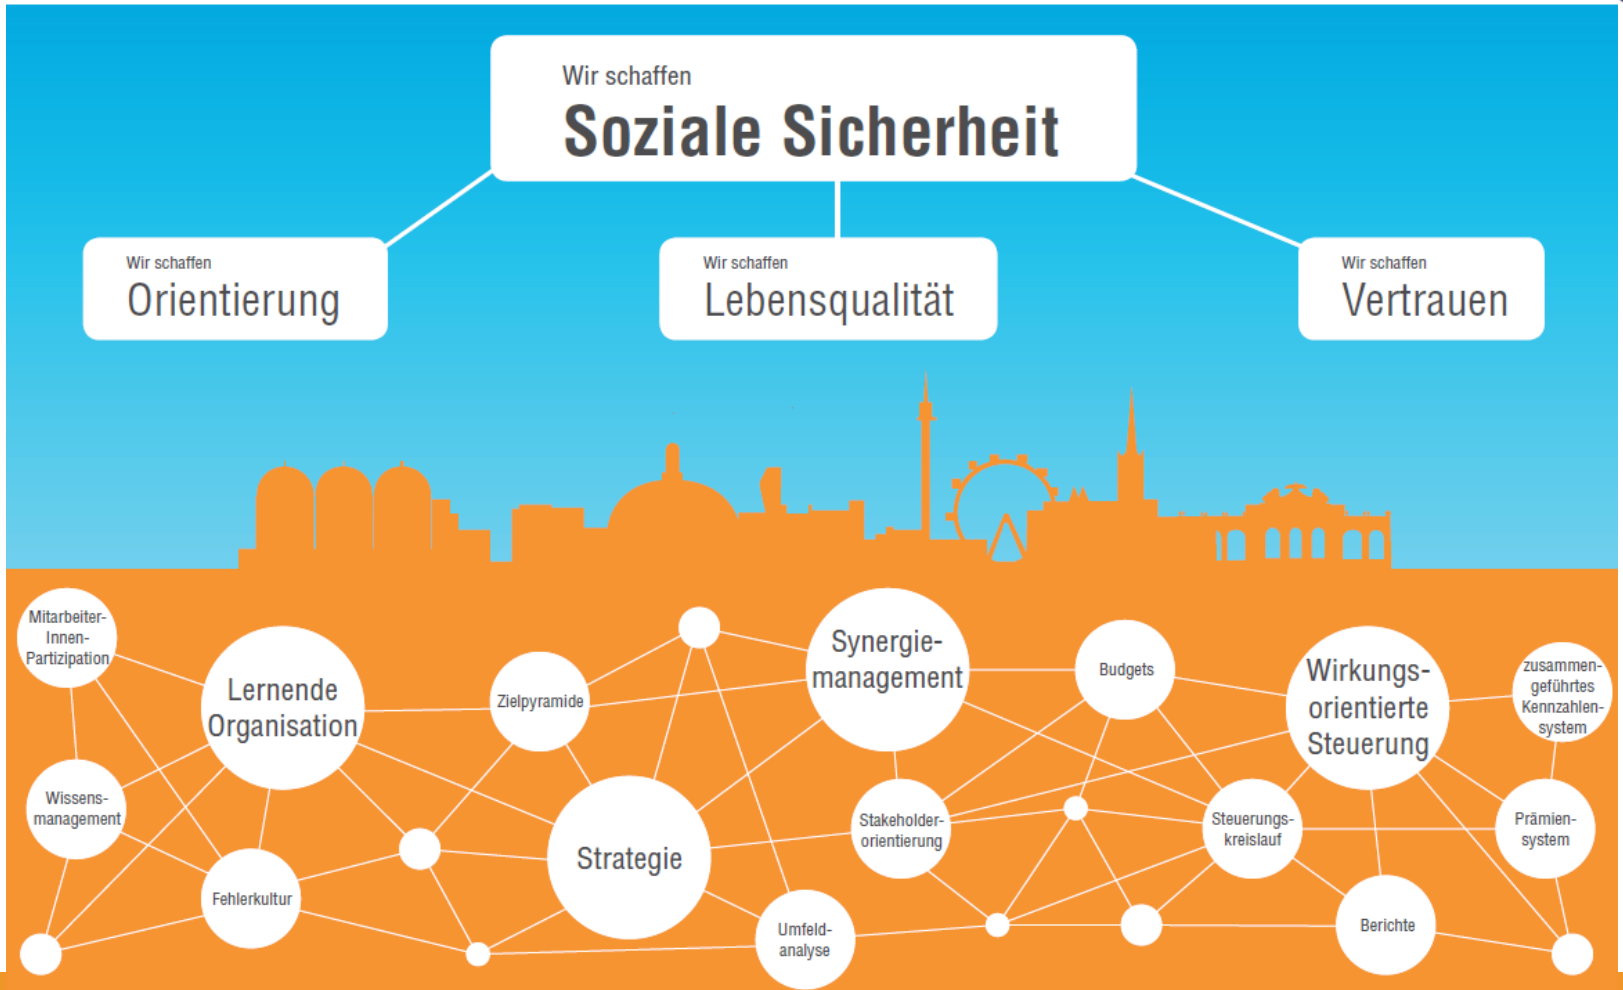 Wir schaffen
Soziale Sicherheit
Wir schaffen
Orientierung
Wir schaffen
Lebensqualität
Wir schaffen
Vertrauen
Mitarbeiter-
Innen-
Partizipation
Lernende
Organisation
Zielpyramide
Synergie-
management
Budgets
Wirkungs-
orientierte
Steuerung
zusammen-
geführtes
Kennzahlen-
system
Wissens-
management
Fehlerkultur
Strategie
Stakeholder-
orientierung
Steuerungs-
kreislauf
Prämien-
system
Umfeld-
analyse
Berichte